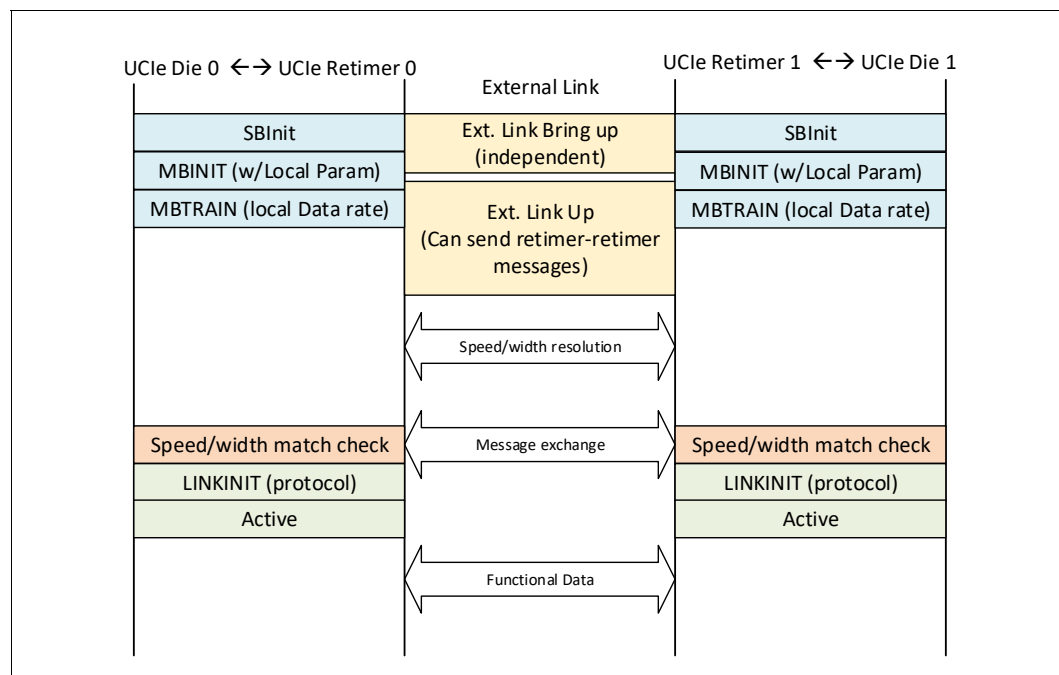 UCIe Die 0 ←→ UCIe Retimer 0
UCIe Retimer 1 ←→ UCIe Die 1
External Link
SBInit
Ext. Link Bring up
(independent)
SBInit
MBINIT (w/Local Param)
MBINIT (w/Local Param)
MBTRAIN (local Data rate)
Ext. Link Up
(Can send retimer-retimer
messages)
MBTRAIN (local Data rate)
Speed/width resolution
Speed/width match check
Message exchange
Speed/width match check
LINKINIT (protocol)
LINKINIT (protocol)
Active
Active
Functional Data